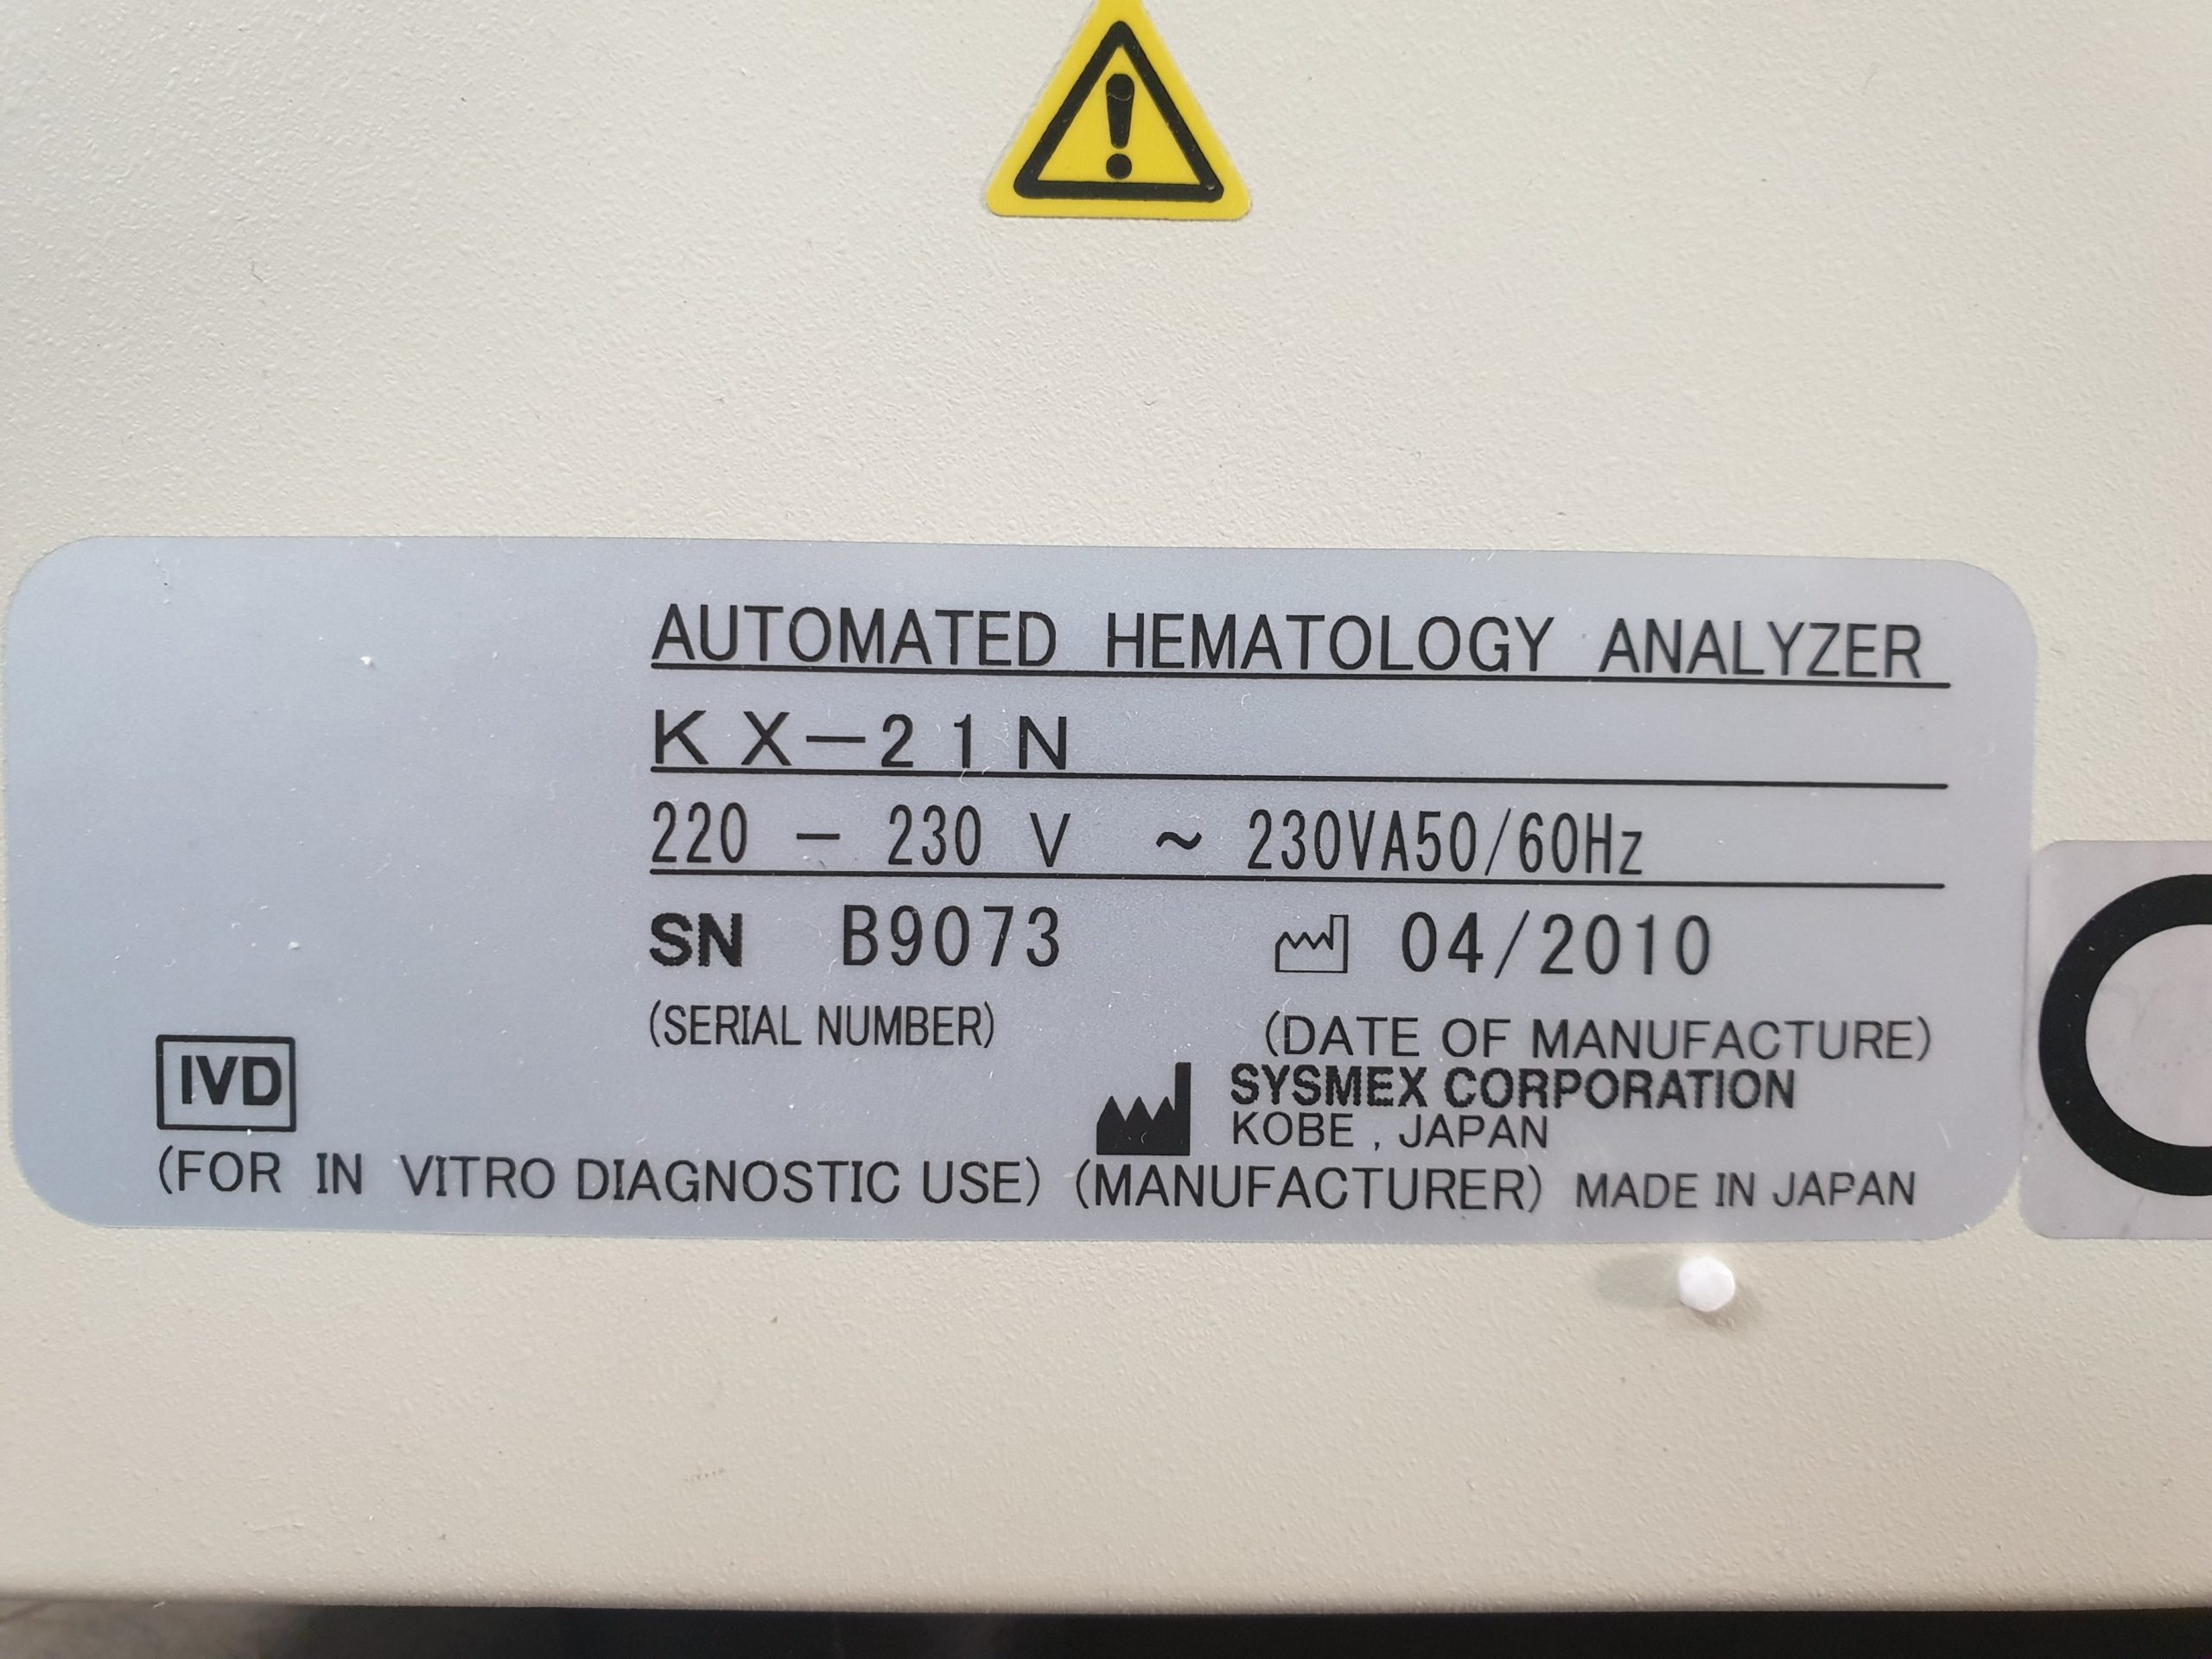 AUTOMATED HEMATOLOGY ANALYZER
KX-21N
220 - 230 V ~ 230VA50/60Hz
SN B9073 04/2010
(SERIAL NUMBER) (DATE OF MANUFACTURE)
IVD SYSMEX CORPORATION
KOBE, JAPAN
(FOR IN VITRO DIAGNOSTIC USE) (MANUFACTURER) MADE IN JAPAN